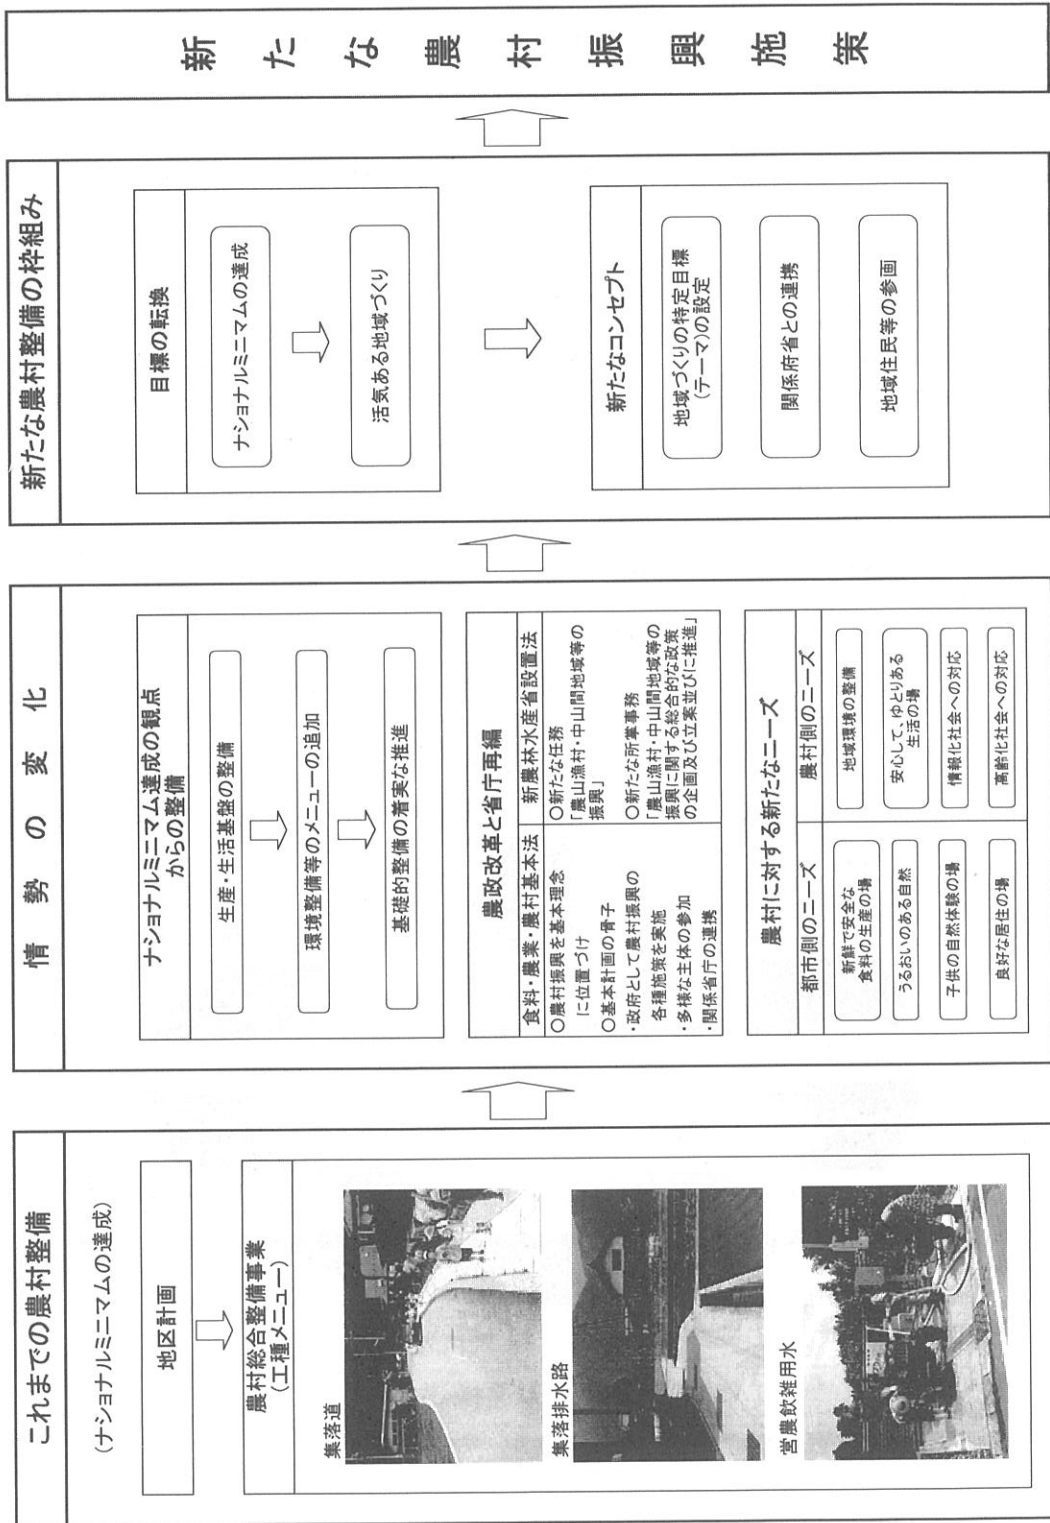 これまでの農村整備
(ナショナルミニマムの達成)
地区計画
農村総合整備事業
(工種メニュー)
集落道
集落排水路
営農飲雑用水
情勢の変化
ナショナルミニマム達成の観点
からの整備
生産・生活基盤の整備
環境整備等のメニューの追加
基礎的整備の着実な推進
農政改革と省庁再編
食料・農業・農村基本法
○農村振興を基本理念
に位置づけ
○基本計画の骨子
・政府として農村振興の
各種施策を実施
・多様な主体の参加
・関係省庁の連携
新農林水産省設置法
○新たな任務
「農山漁村・中山間地域等の
振興」
○新たな所掌事務
「農山漁村・中山間地域等の
振興に関する総合的な政策
の企画及び立案並びに推進」
農村に対する新たなニーズ
都市側のニーズ
新鮮で安全な
食料の生産の場
うるおいのある自然
子供の自然体験の場
良好な居住の場
農村側のニーズ
地域環境の整備
安心して、ゆとりある
生活の場
情報化社会への対応
高齢化社会への対応
新たな農村整備の枠組み
目標の転換
ナショナルミニマムの達成
活気ある地域づくり
新たなコンセプト
地域づくりの特定目標
(テーマ)の設定
関係府省との連携
地域住民等の参画
新たな農村振興施策